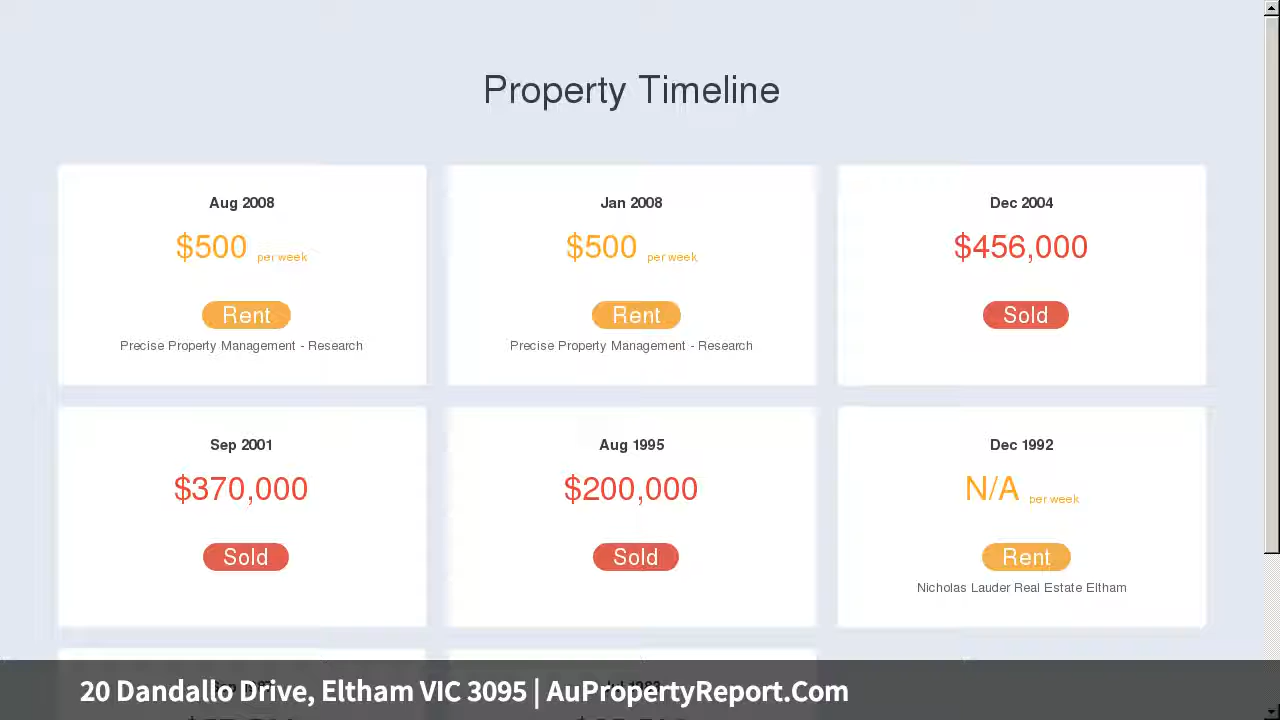 Property Timeline
Aug 2008
$500 per week
Rent
Precise Property Management - Research
Jan 2008
$500 per week
Rent
Precise Property Management - Research
Dec 2004
$456,000
Sold
Sep 2001
$370,000
Sold
Aug 1995
$200,000
Sold
Dec 1992
N/A per week
Rent
Nicholas Lauder Real Estate Eltham
20 Dandallo Drive, Eltham VIC 3095 | AuPropertyReport.Com